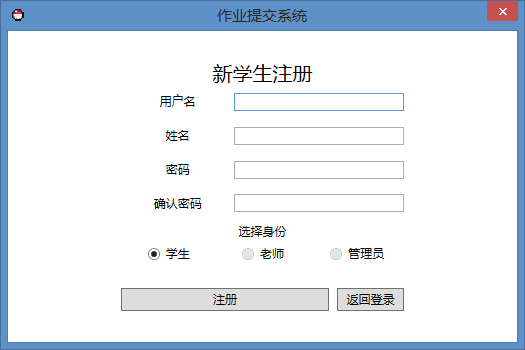 作业提交系统
新学生注册
用户名
姓名
密码
确认密码
选择身份
学生 老师 管理员
注册 返回登录